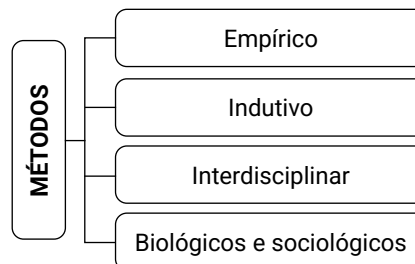 MÉTODOS
Empírico
Indutivo
Interdisciplinar
Biológicos e sociológicos